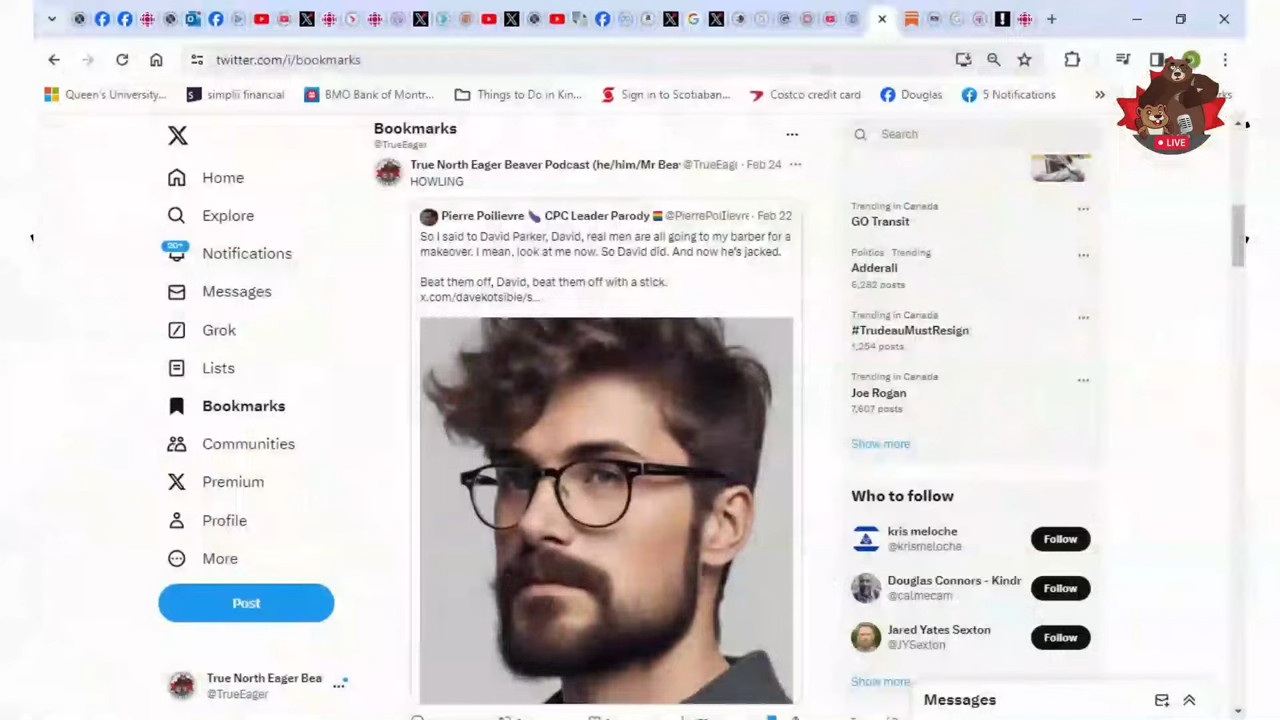 twitter.com/i/bookmarks
Queen's University...
simplii financial
BMO Bank of Montr...
Things to Do in Kin...
Sign in to Scotiaban...
Costco credit card
Douglas
5 Notifications
LIVE
Home
Explore
20+
Notifications
Messages
Grok
Lists
Bookmarks
Communities
Premium
Profile
More
Post
True North Eager Bea
@TrueEager
Bookmarks
@TrueEager
True North Eager Beaver Podcast (he/him/Mr Bea @TrueEage · Feb 24
HOWLING
Pierre Poilievre CPC Leader Parody @PierrePolIievre · Feb 22
So I said to David Parker, David, real men are all going to my barber for a
makeover. I mean, look at me now. So David did. And now he's jacked.
Beat them off, David, beat them off with a stick.
x.com/davekotsibie/s...
Search
Trending in Canada
GO Transit
Politics · Trending
Adderall
6,282 posts
Trending in Canada
#TrudeauMustResign
1,254 posts
Trending in Canada
Joe Rogan
7,607 posts
Show more
Who to follow
kris meloche
@krismeloche
Follow
Douglas Connors - Kindr
@calmecam
Follow
Jared Yates Sexton
@JYSexton
Follow
Show more
Messages